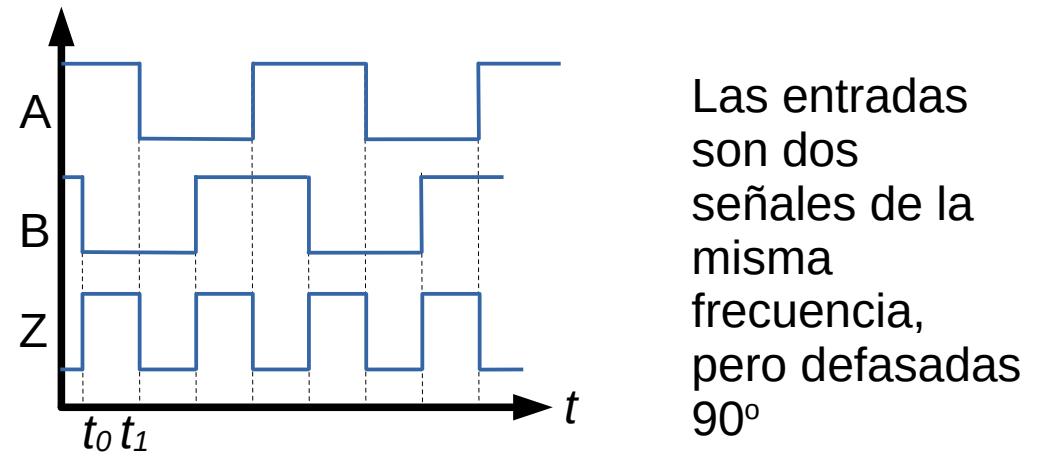 A
B
Z
t0 t1
t
Las entradas
son dos
señales de la
misma
frecuencia,
pero defasadas
90º